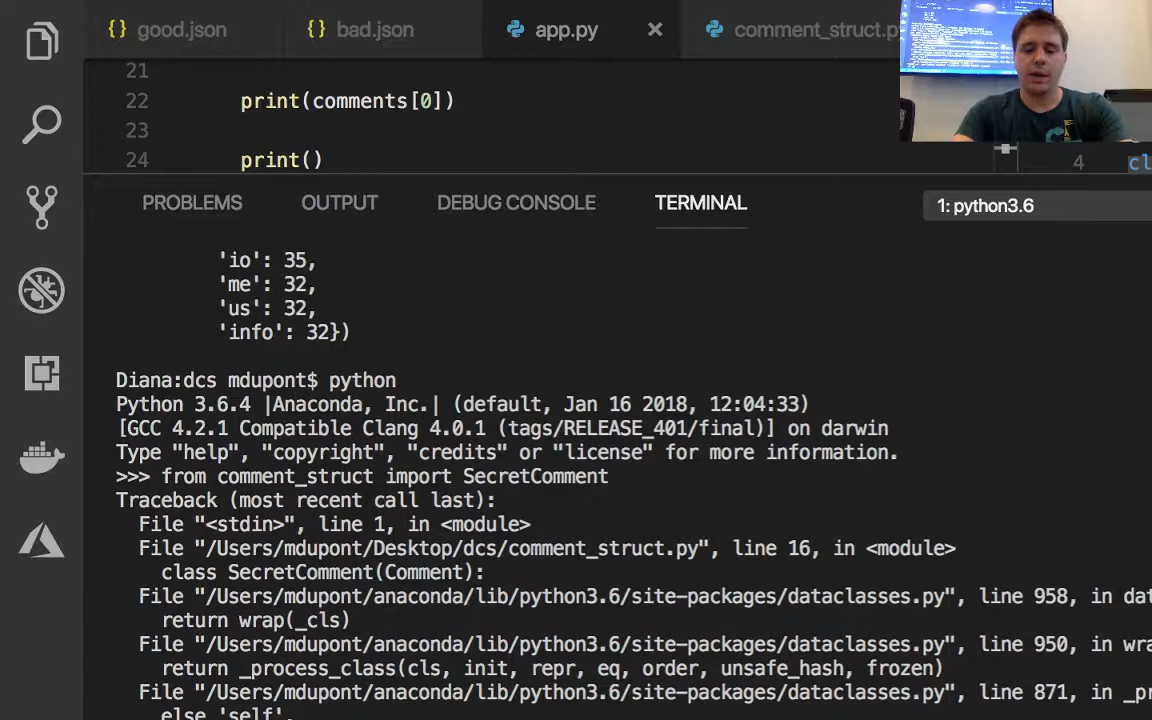 good.json
bad.json
app.py
comment_struct.p
21
22 print(comments[0])
23
24 print()
4 cl
PROBLEMS OUTPUT DEBUG CONSOLE TERMINAL
1: python3.6
'io': 35,
'me': 32,
'us': 32,
'info': 32})
Diana:dcs mdupont$ python
Python 3.6.4 |Anaconda, Inc.| (default, Jan 16 2018, 12:04:33)
[GCC 4.2.1 Compatible Clang 4.0.1 (tags/RELEASE_401/final)] on darwin
Type "help", "copyright", "credits" or "license" for more information.
>>> from comment_struct import SecretComment
Traceback (most recent call last):
File "<stdin>", line 1, in <module>
File "/Users/mdupont/Desktop/dcs/comment_struct.py", line 16, in <module>
class SecretComment(Comment):
File "/Users/mdupont/anaconda/lib/python3.6/site-packages/dataclasses.py", line 958, in dat
return wrap(_cls)
File "/Users/mdupont/anaconda/lib/python3.6/site-packages/dataclasses.py", line 950, in wra
return _process_class(cls, init, repr, eq, order, unsafe_hash, frozen)
File "/Users/mdupont/anaconda/lib/python3.6/site-packages/dataclasses.py", line 871, in _pr
else 'self',